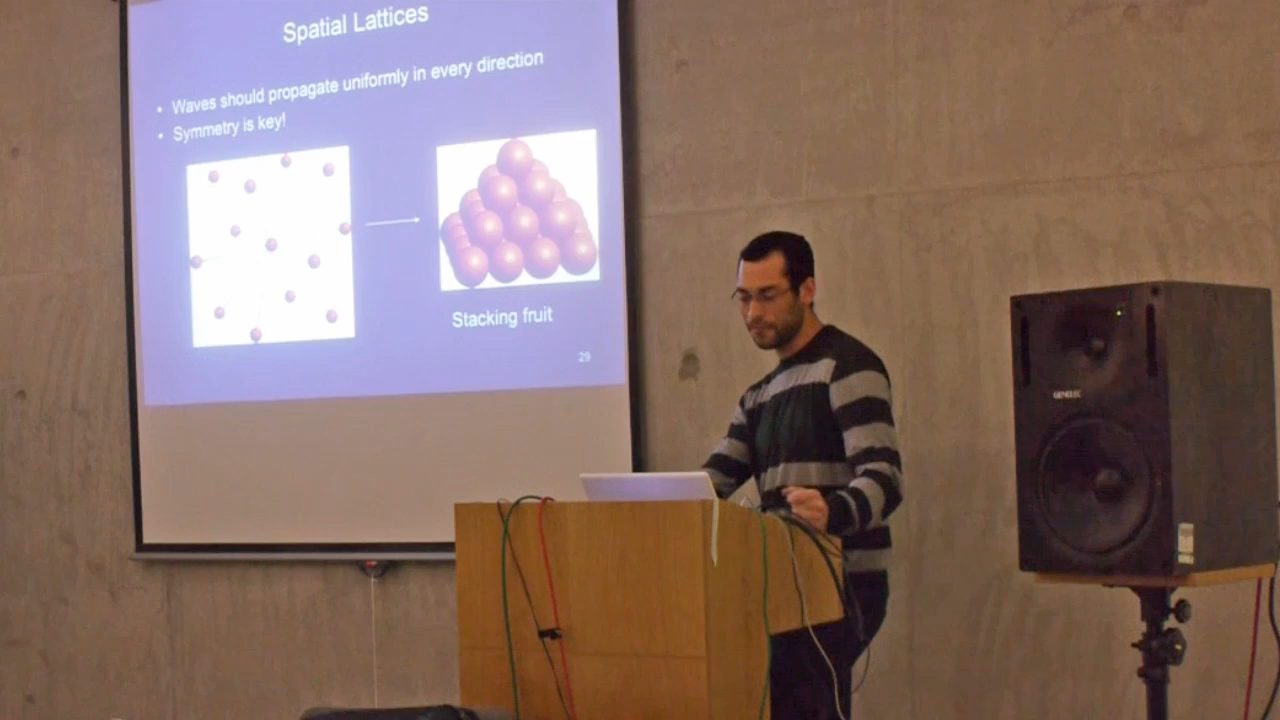 Spatial Lattices
• Waves should propagate uniformly in every direction
• Symmetry is key!
Stacking fruit
29
GENELEC